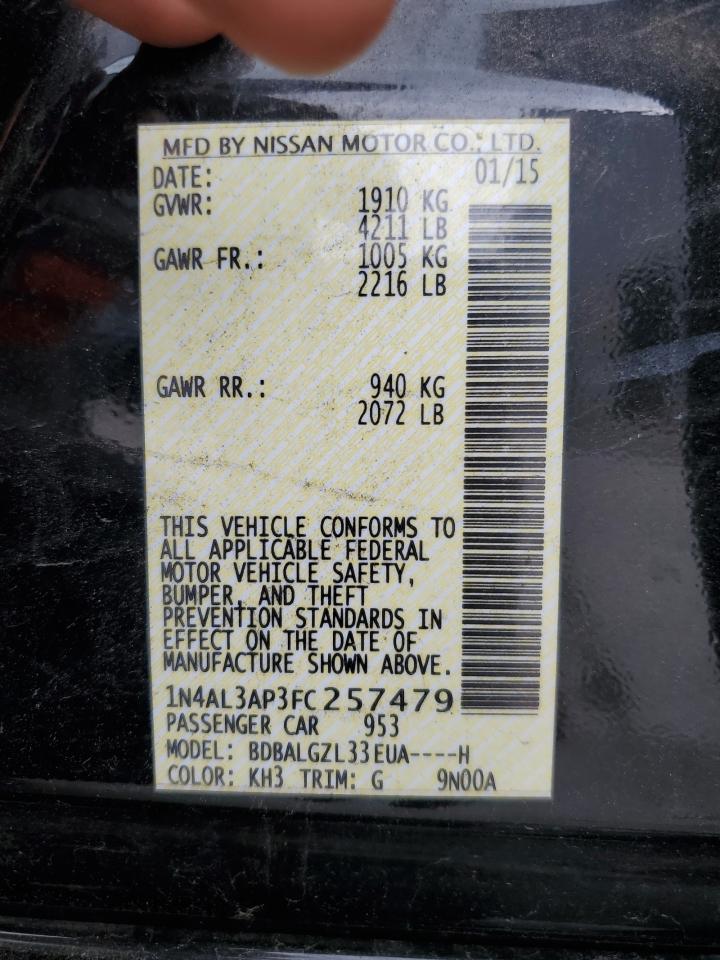 MFD BY NISSAN MOTOR CO., LTD.
DATE: 01/15
GVWR: 1910 KG
4211 LB
GAWR FR.: 1005 KG
2216 LB
GAWR RR.: 940 KG
2072 LB
THIS VEHICLE CONFORMS TO
ALL APPLICABLE FEDERAL
MOTOR VEHICLE SAFETY,
BUMPER, AND THEFT
PREVENTION STANDARDS IN
EFFECT ON THE DATE OF
MANUFACTURE SHOWN ABOVE.
1N4AL3AP3FC257479
PASSENGER CAR 953
MODEL: BDBALGZL33EUA----H
COLOR: KH3 TRIM: G 9N00A